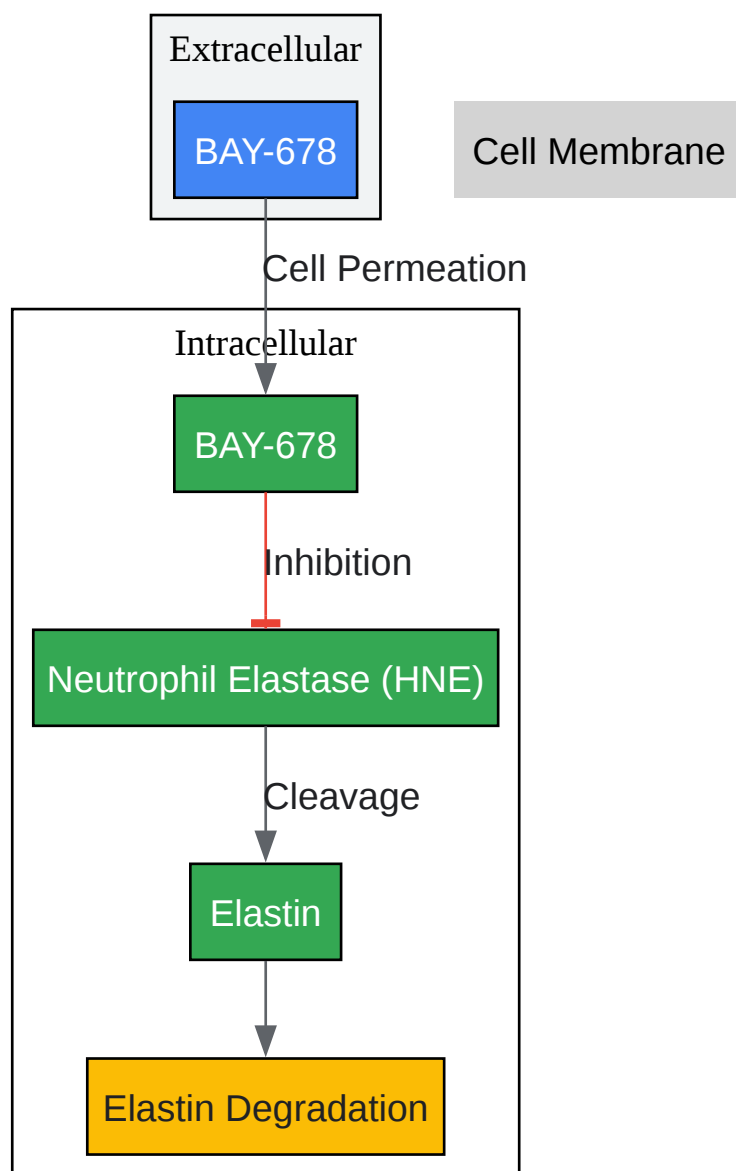 Extracellular
BAY-678
Cell Membrane
Cell Permeation
Intracellular
BAY-678
Inhibition
Neutrophil Elastase (HNE)
Cleavage
Elastin
Elastin Degradation